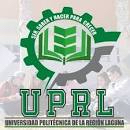 SER, SABER Y HACER PARA CRECER
UPRL
UNIVERSIDAD POLITÉCNICA DE LA REGIÓN LAGUNA